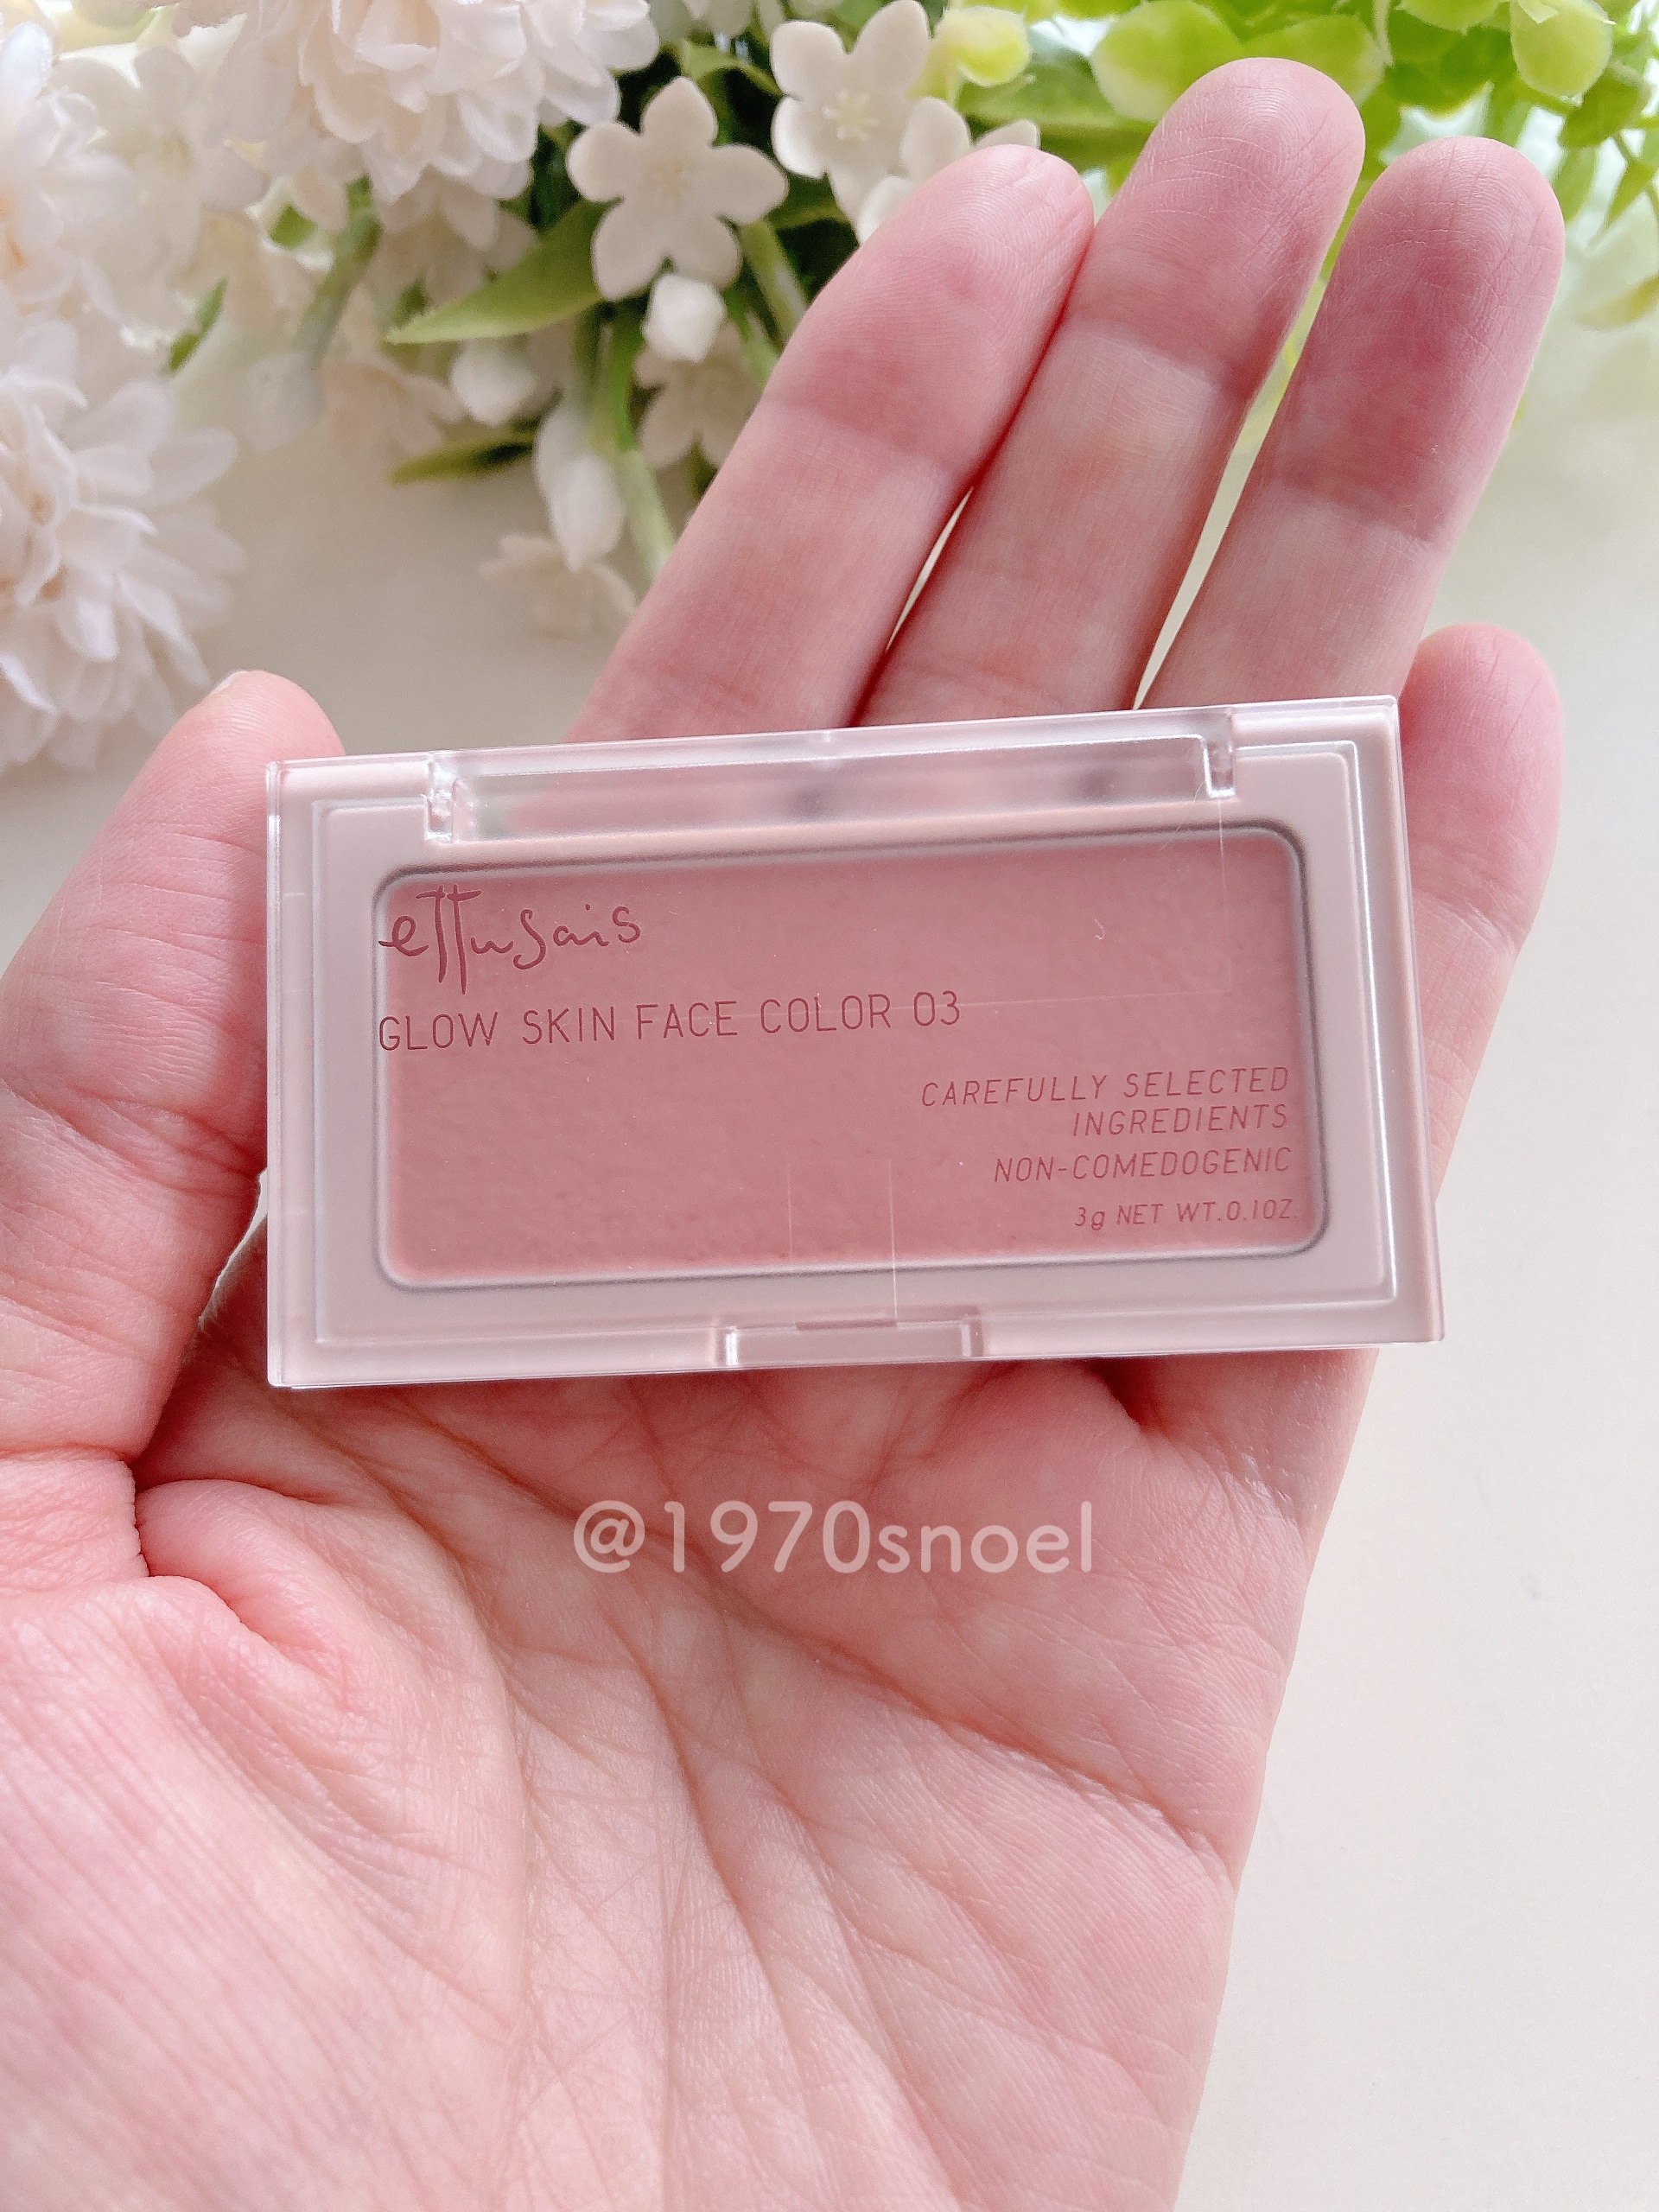 ettusais
GLOW SKIN FACE COLOR 03
CAREFULLY SELECTED
INGREDIENTS
NON-COMEDOGENIC
3g NET WT.0.1OZ.
@1970snoel